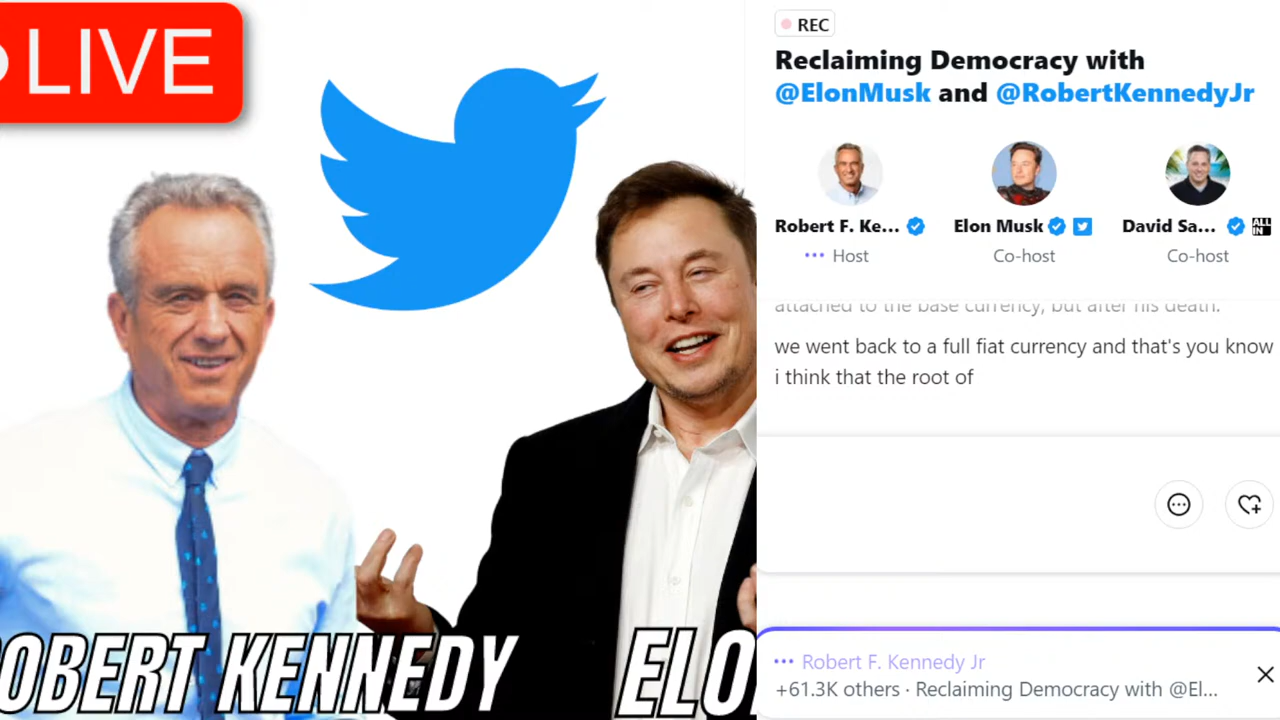 LIVE
OBERT KENNEDY
ELO
REC
Reclaiming Democracy with
@ElonMusk and @RobertKennedyJr
Robert F. Ke...
Elon Musk
David Sa...
ALL
IN
Host
Co-host
Co-host
attached to the base currency, but after his death.
we went back to a full fiat currency and that's you know
i think that the root of
Robert F. Kennedy Jr
+61.3K others · Reclaiming Democracy with @El...